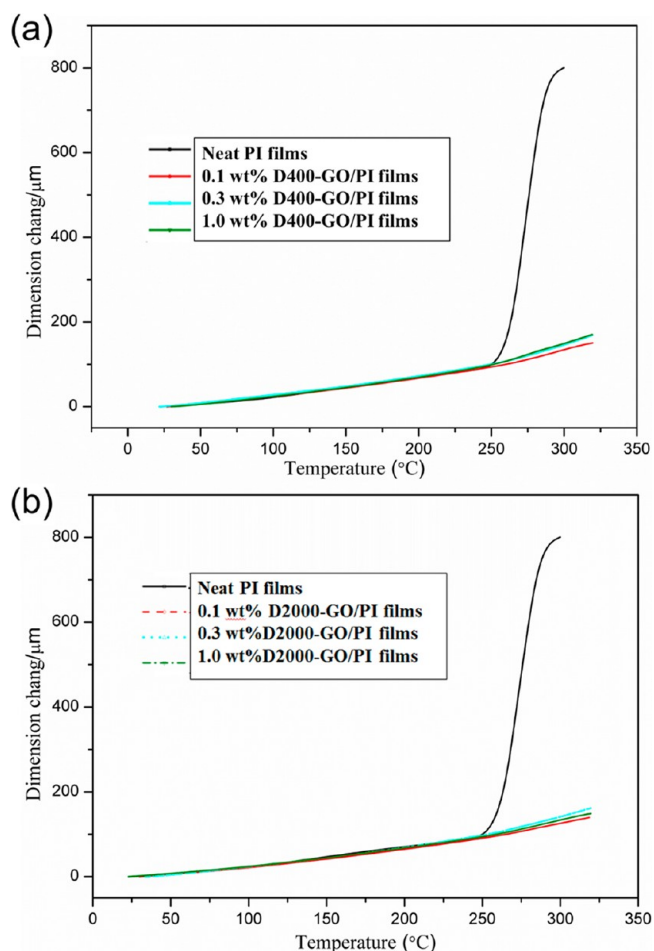 (a)
800
600
400
200
0
Dimension chang/μm
Neat PI films
0.1 wt% D400-GO/PI films
0.3 wt% D400-GO/PI films
1.0 wt% D400-GO/PI films
0 50 100 150 200 250 300 350
Temperature (°C)
(b)
800
600
400
200
0
Dimension chang/μm
Neat PI films
0.1 wt% D2000-GO/PI films
0.3 wt%D2000-GO/PI films
1.0 wt%D2000-GO/PI films
0 50 100 150 200 250 300 350
Temperature (°C)